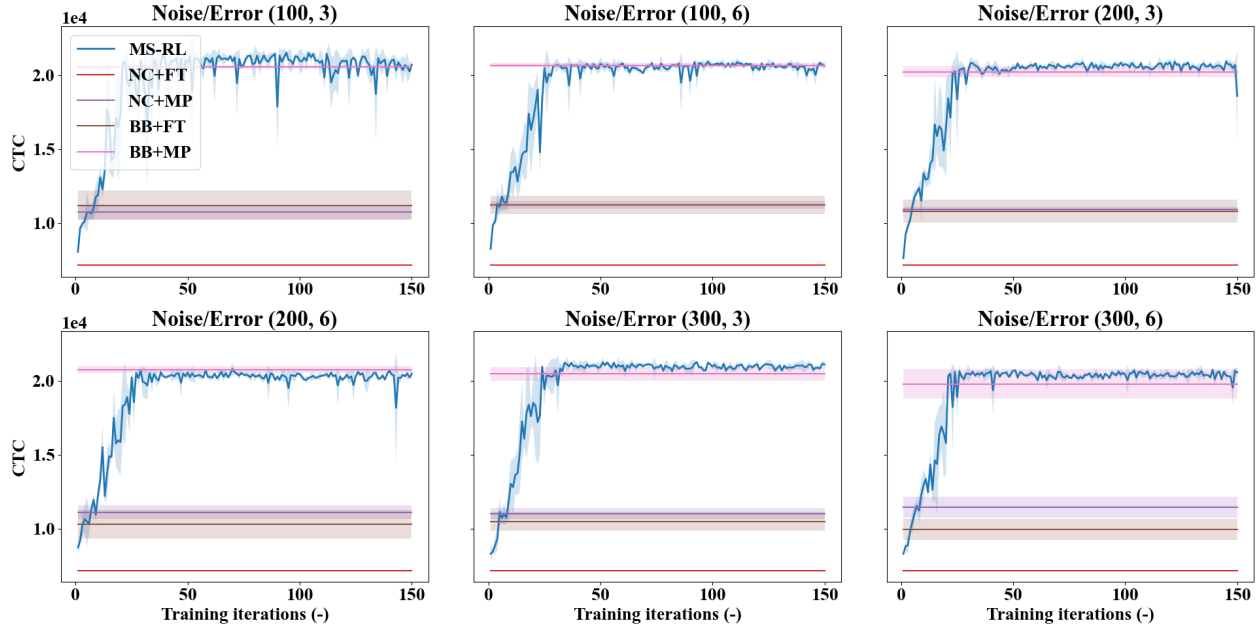 Noise/Error (100, 3)
Noise/Error (100, 6)
Noise/Error (200, 3)
1e4
CTC
2.0
1.5
1.0
MS-RL
NC+FT
NC+MP
BB+FT
BB+MP
0 50 100 150
0 50 100 150
0 50 100 150
Noise/Error (200, 6)
Noise/Error (300, 3)
Noise/Error (300, 6)
1e4
CTC
2.0
1.5
1.0
0 50 100 150
0 50 100 150
0 50 100 150
Training iterations (-)
Training iterations (-)
Training iterations (-)